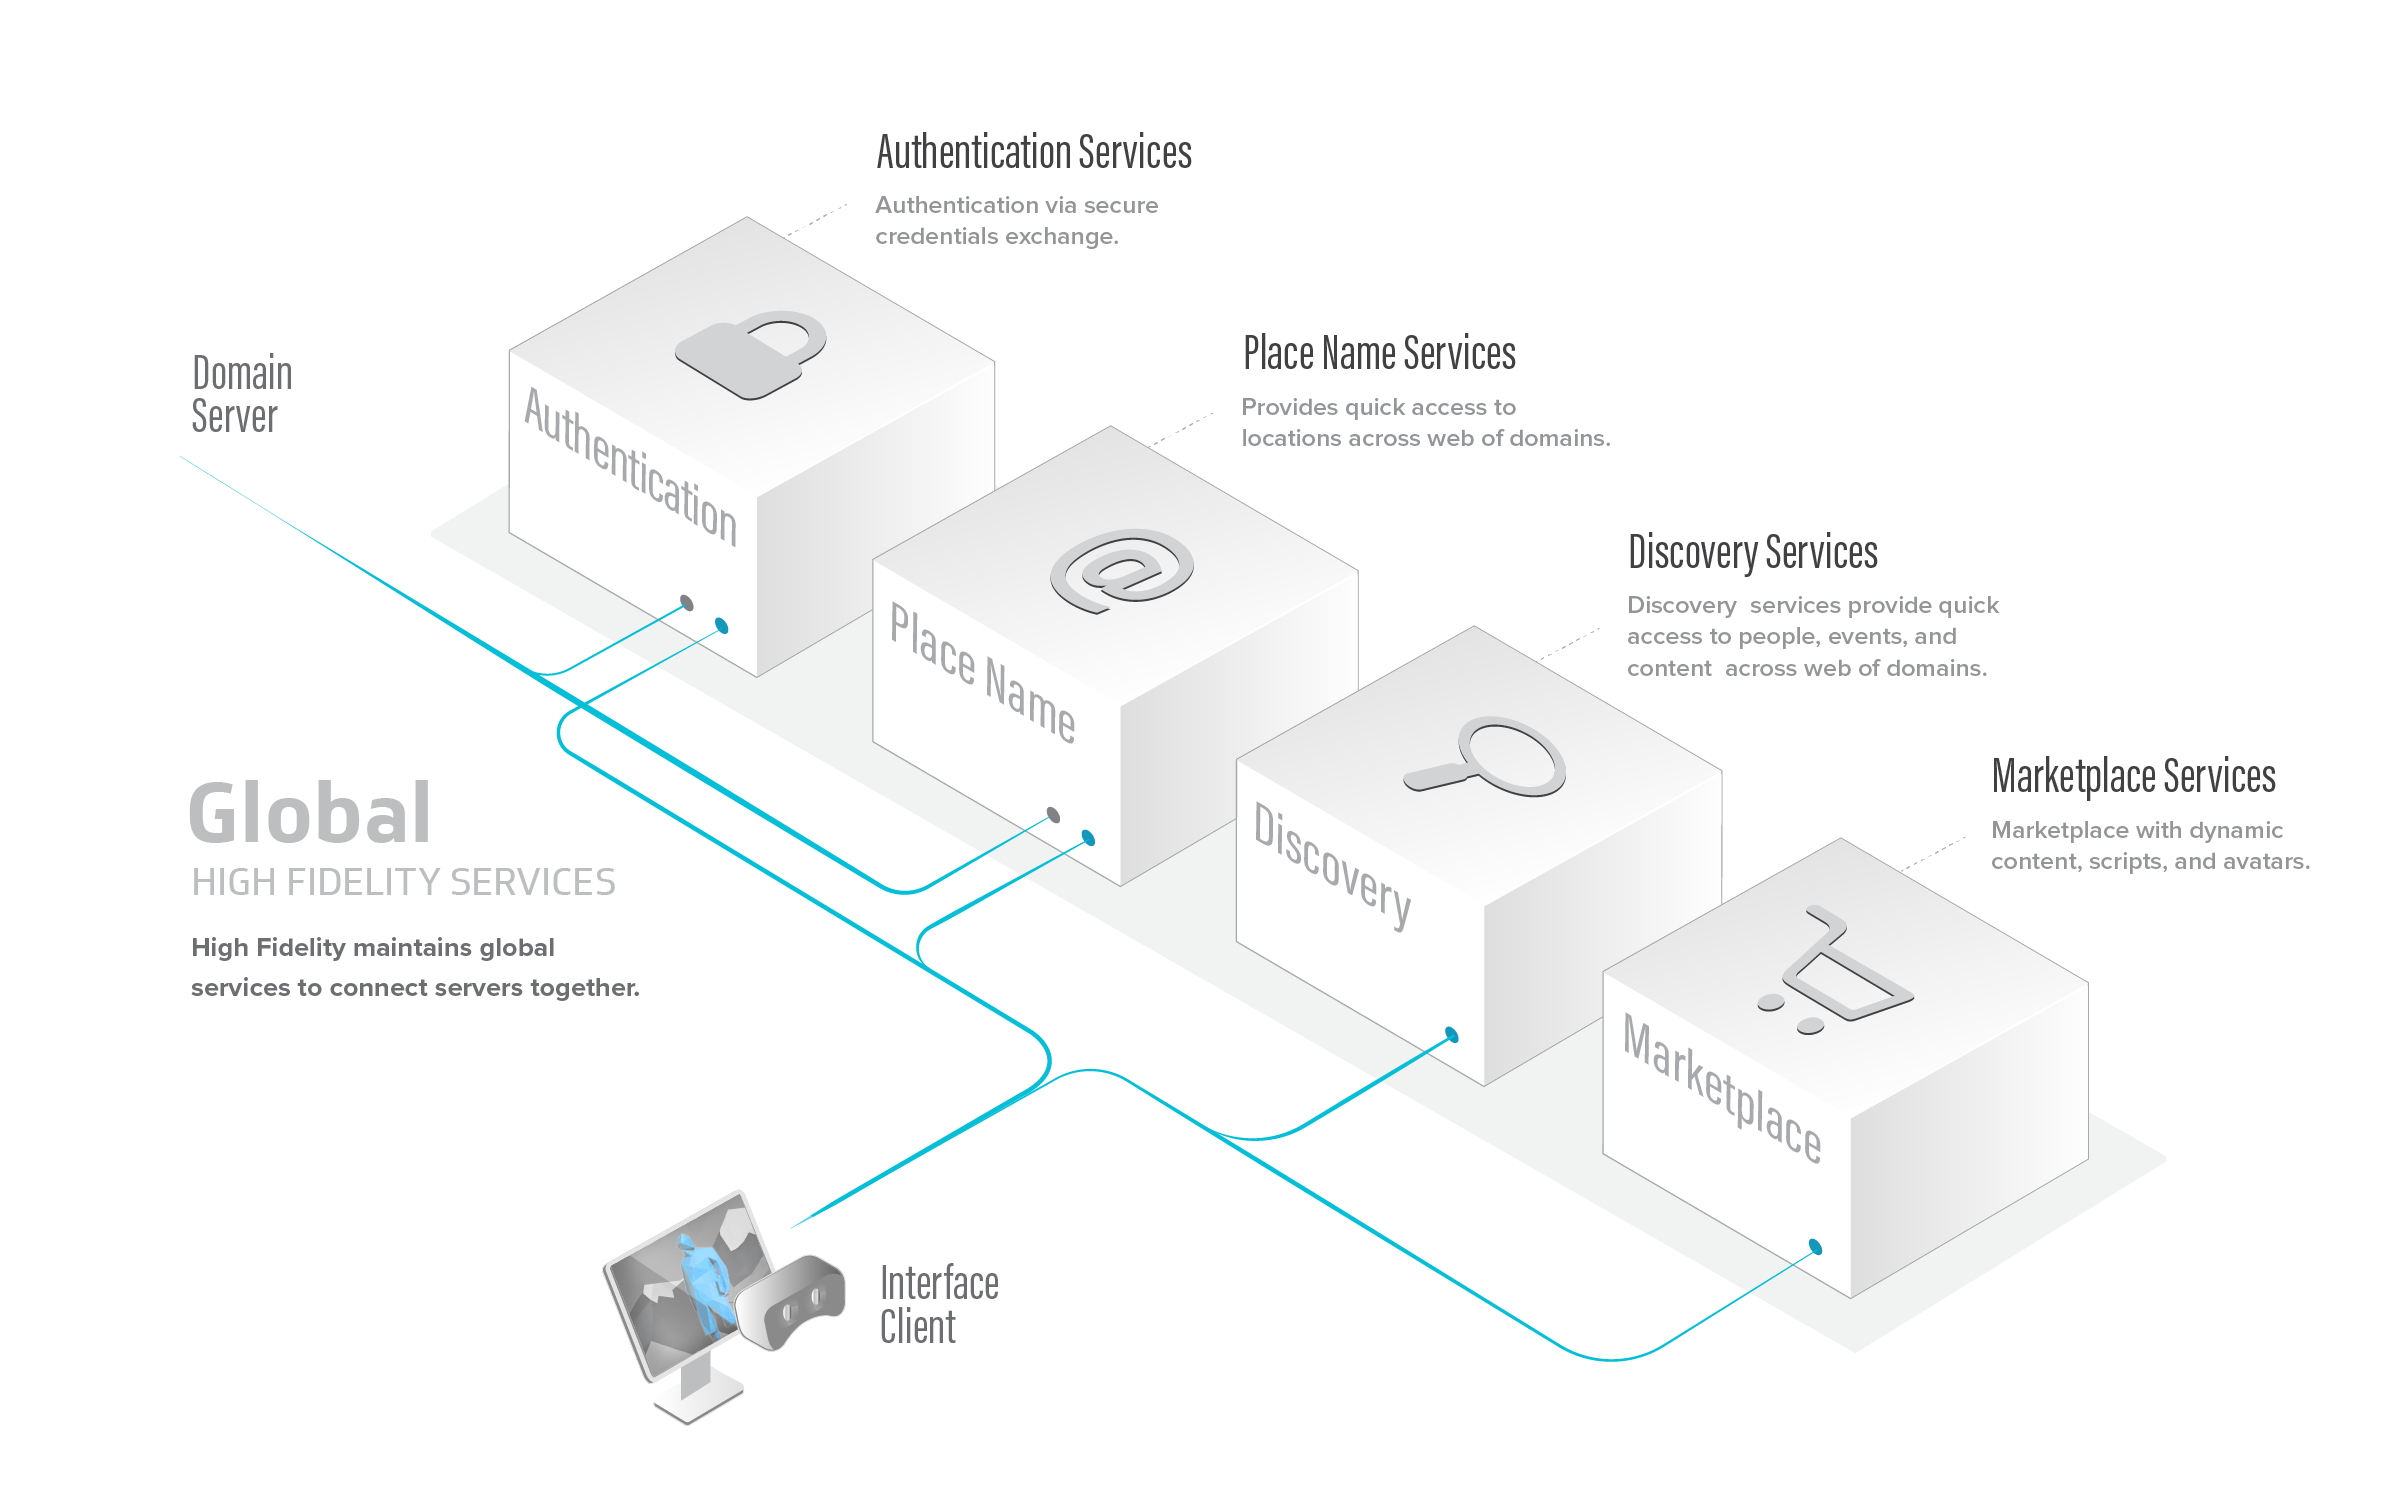 Authentication Services
Authentication via secure
credentials exchange.
Domain
Server
Authentication
Place Name Services
Provides quick access to
locations across web of domains.
Place Name
Discovery Services
Discovery  services provide quick
access to people, events, and
content  across web of domains.
Discovery
Marketplace Services
Marketplace with dynamic
content, scripts, and avatars.
Marketplace
Global
HIGH FIDELITY SERVICES
High Fidelity maintains global
services to connect servers together.
Interface
Client
@